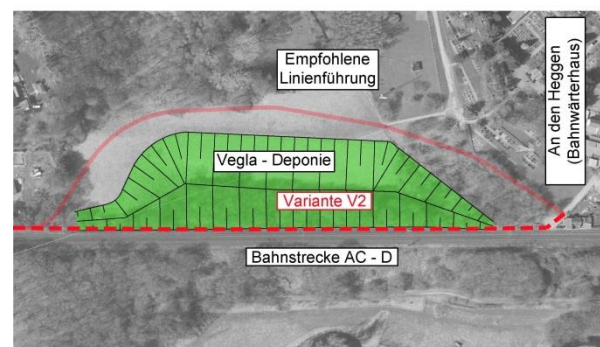 Empfohlene
Linienführung
An den Heggen
(Bahnwärterhaus)
Vegla - Deponie
Variante V2
Bahnstrecke AC - D